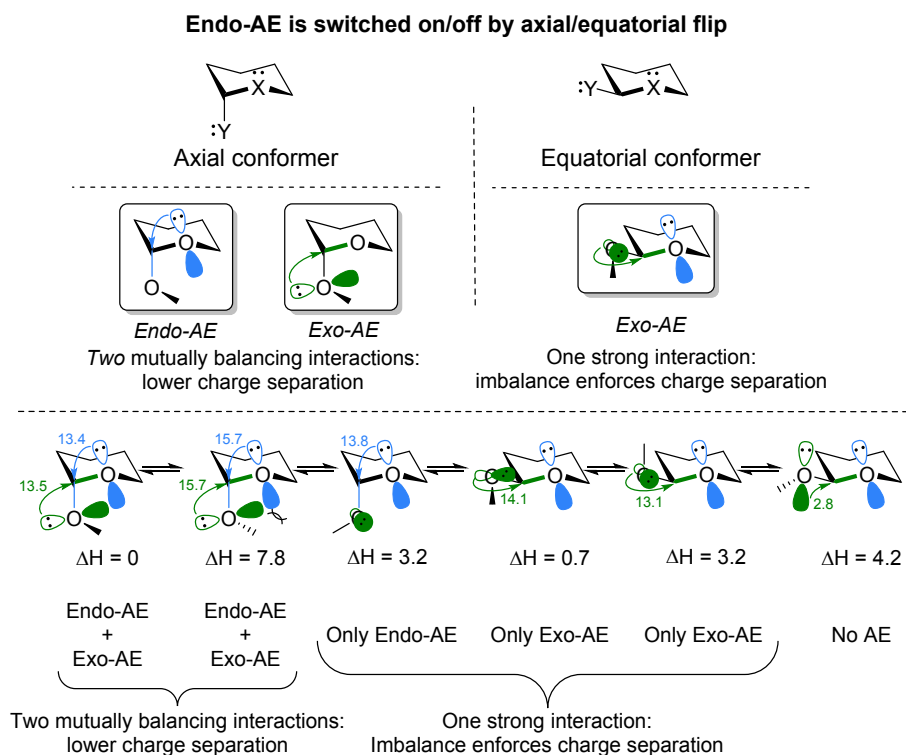 Endo-AE is switched on/off by axial/equatorial flip
X
:Y
Axial conformer
:Y
X
Equatorial conformer
O
O
Endo-AE
O
O
Exo-AE
Two mutually balancing interactions:
lower charge separation
O
O
Exo-AE
One strong interaction:
imbalance enforces charge separation
13.4
13.5
O
O
ΔH = 0
15.7
15.7
O
O
ΔH = 7.8
13.8
O
O
ΔH = 3.2
O
O
14.1
ΔH = 0.7
O
O
13.1
ΔH = 3.2
O
O
2.8
ΔH = 4.2
Endo-AE
+
Exo-AE
Endo-AE
+
Exo-AE
Only Endo-AE
Only Exo-AE
Only Exo-AE
No AE
Two mutually balancing interactions:
lower charge separation
One strong interaction:
Imbalance enforces charge separation